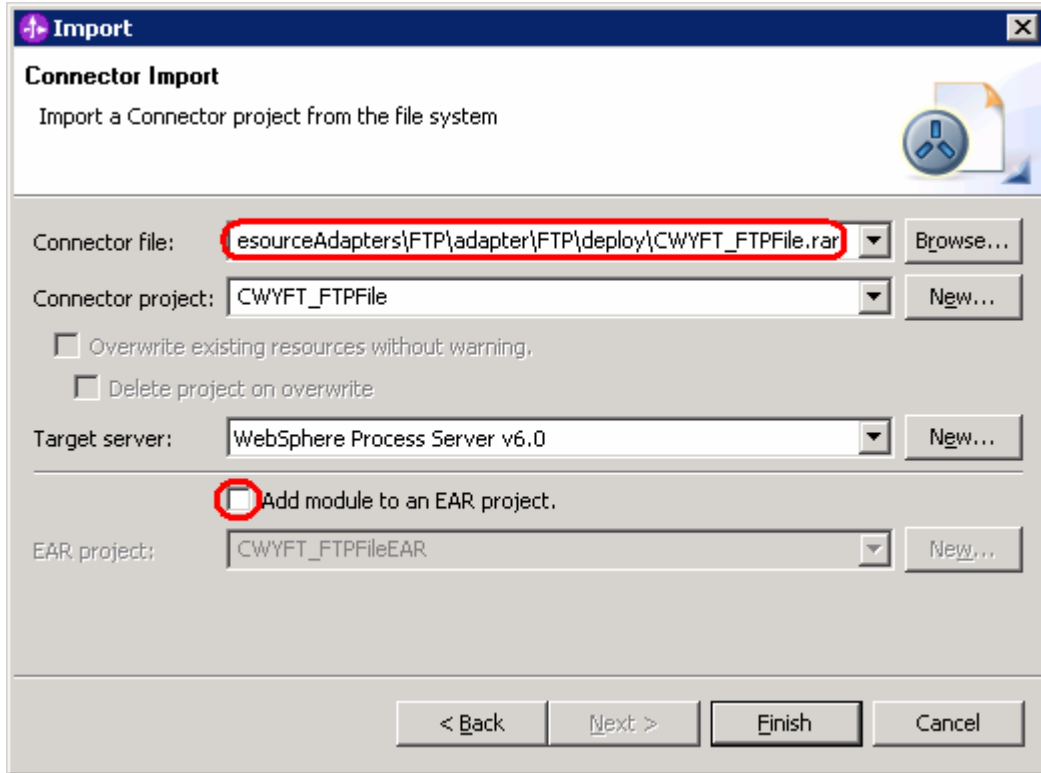 Import
Connector Import
Import a Connector project from the file system
Connector file: esourceAdapters\FTP\adapter\FTP\deploy\CWYFT_FTPFile.rar Browse...
Connector project: CWYFT_FTPFile New...
Overwrite existing resources without warning.
Delete project on overwrite
Target server: WebSphere Process Server v6.0 New...
Add module to an EAR project.
EAR project: CWYFT_FTPFileEAR New...
< Back Next > Finish Cancel